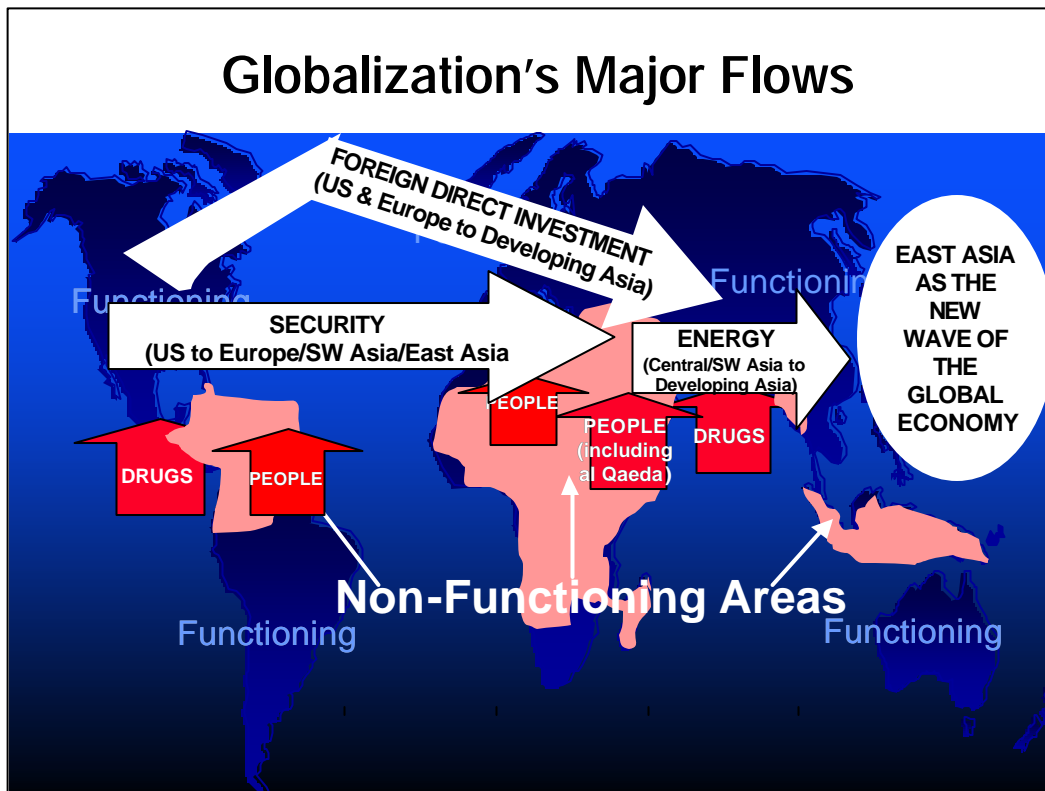 Globalization's Major Flows
FOREIGN DIRECT INVESTMENT
(US & Europe to Developing Asia)
Functioning
Functioning
SECURITY
(US to Europe/SW Asia/East Asia
ENERGY
(Central/SW Asia to
Developing Asia)
EAST ASIA
AS THE
NEW
WAVE OF
THE
GLOBAL
ECONOMY
DRUGS
PEOPLE
PEOPLE
PEOPLE
(including
al Qaeda)
DRUGS
Non-Functioning Areas
Functioning
Functioning